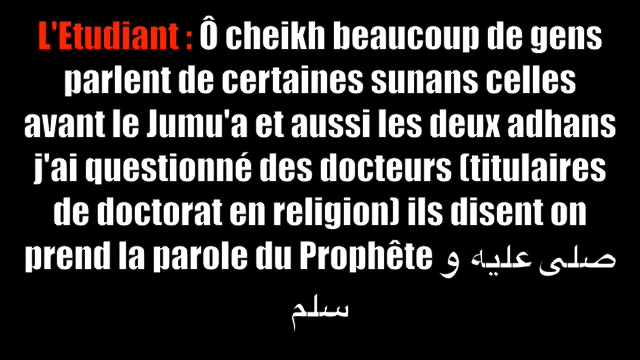 L'Etudiant : Ô cheikh beaucoup de gens
parlent de certaines sunans celles
avant le Jumu'a et aussi les deux adhans
j'ai questionné des docteurs (titulaires
de doctorat en religion) ils disent on
prend la parole du Prophête صلى عليه و
سلم